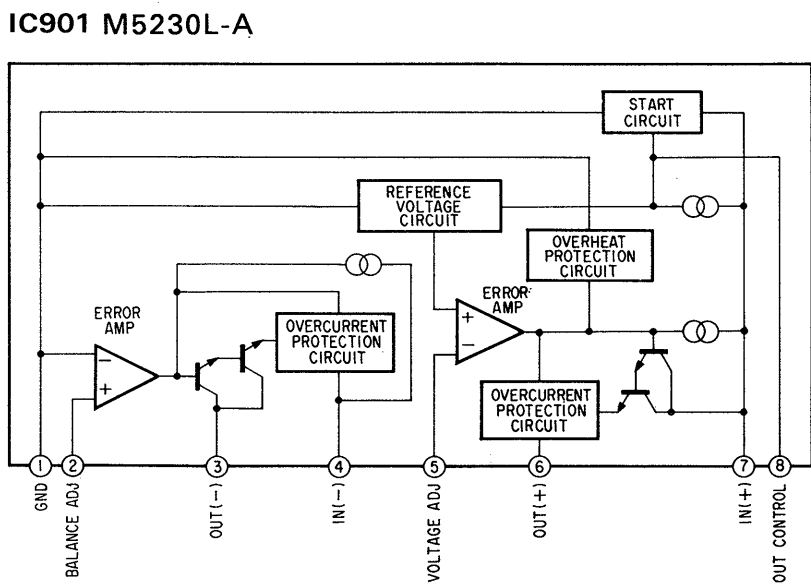 IC901 M5230L-A
START
CIRCUIT
REFERENCE
VOLTAGE
CIRCUIT
OVERHEAT
PROTECTION
CIRCUIT
ERROR
AMP
+
−
ERROR
AMP
−
+
OVERCURRENT
PROTECTION
CIRCUIT
OVERCURRENT
PROTECTION
CIRCUIT
1
2
3
4
5
6
7
8
GND
BALANCE ADJ
OUT(−)
IN(−)
VOLTAGE ADJ
OUT(+)
IN(+)
OUT CONTROL